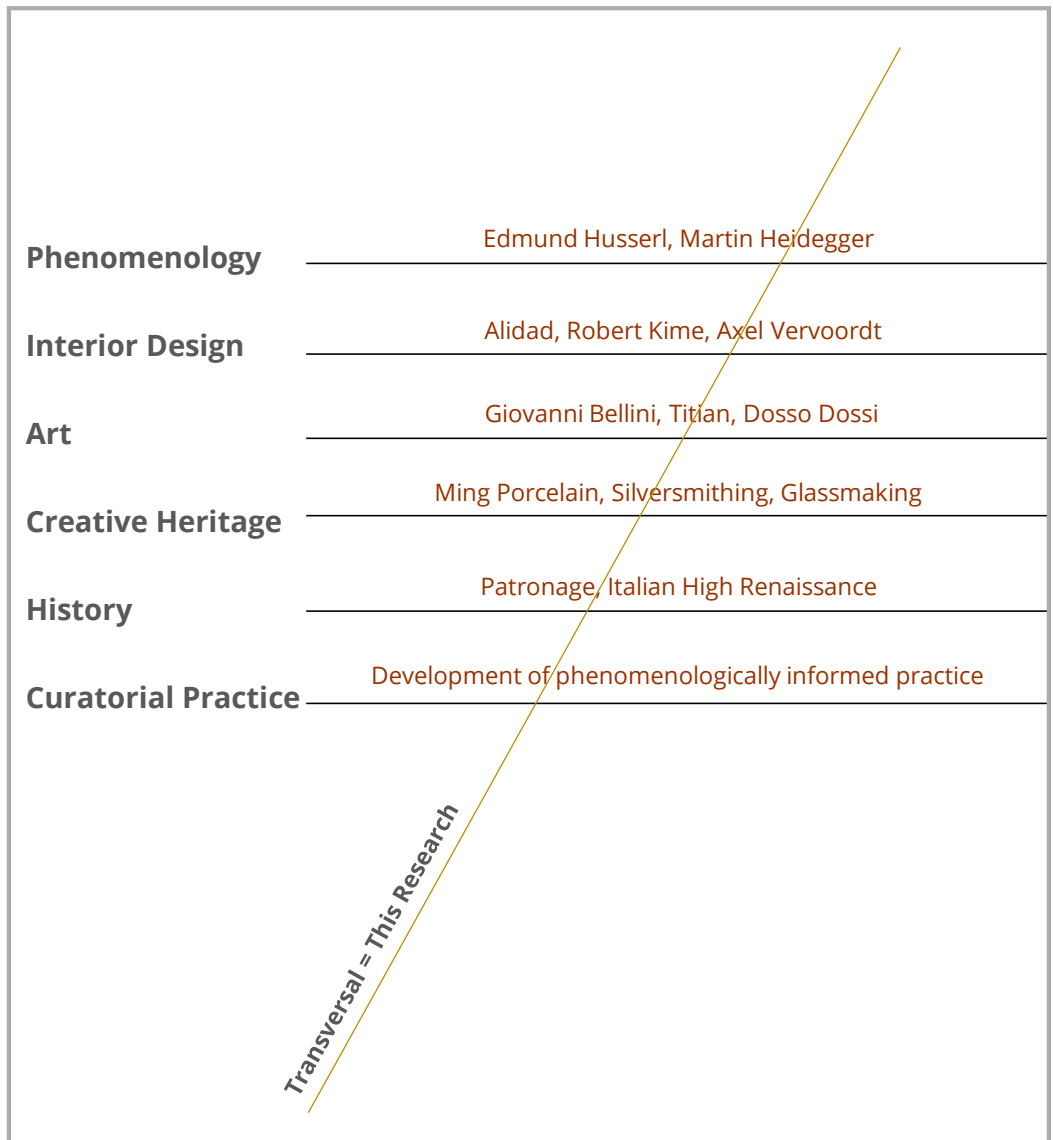 Phenomenology
Edmund Husserl, Martin Heidegger
Interior Design
Alidad, Robert Kime, Axel Vervoordt
Art
Giovanni Bellini, Titian, Dosso Dossi
Creative Heritage
Ming Porcelain, Silversmithing, Glassmaking
History
Patronage, Italian High Renaissance
Curatorial Practice
Development of phenomenologically informed practice
Transversal = This Research